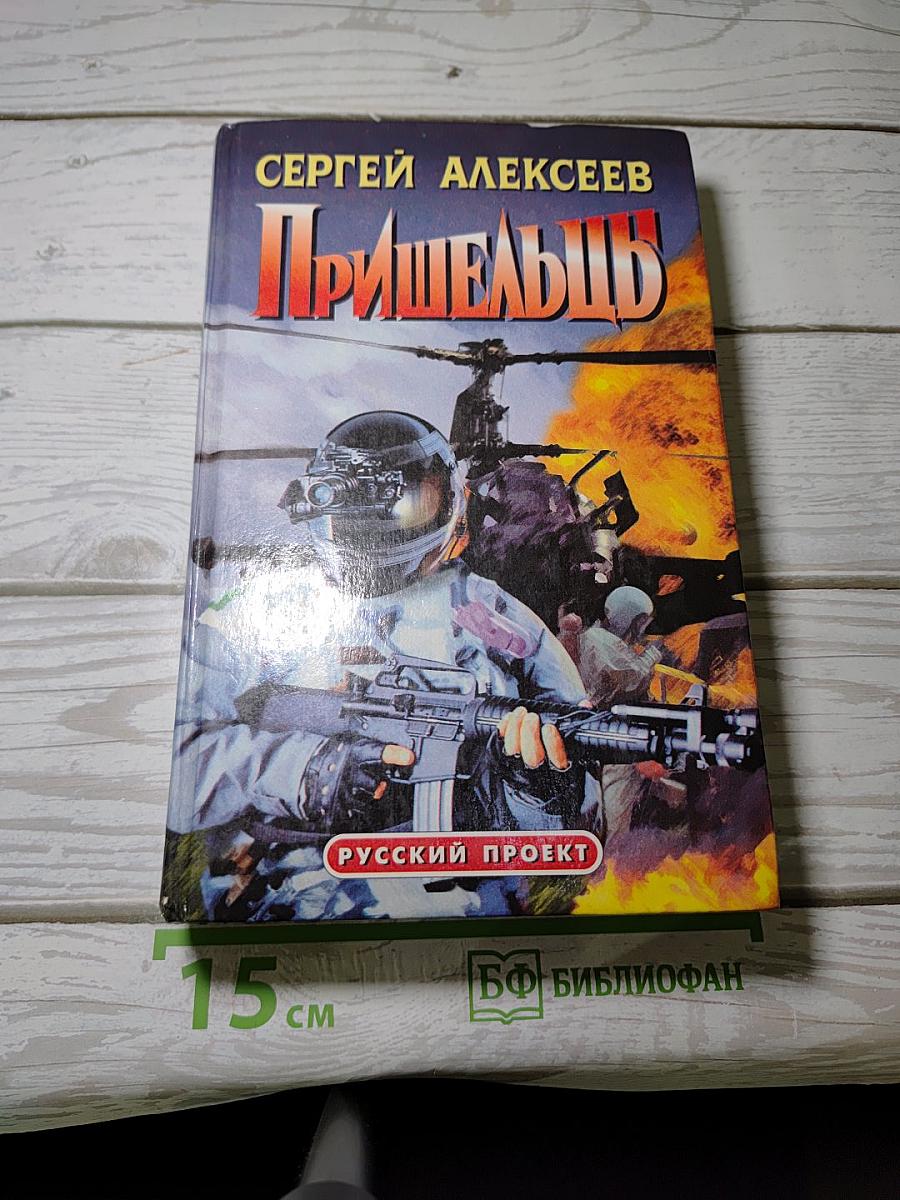 СЕРГЕЙ АЛЕКСЕЕВ
ПРИШЕЛЬЦЫ
РУССКИЙ ПРОЕКТ
15 см
БФ БИБЛИОФАН